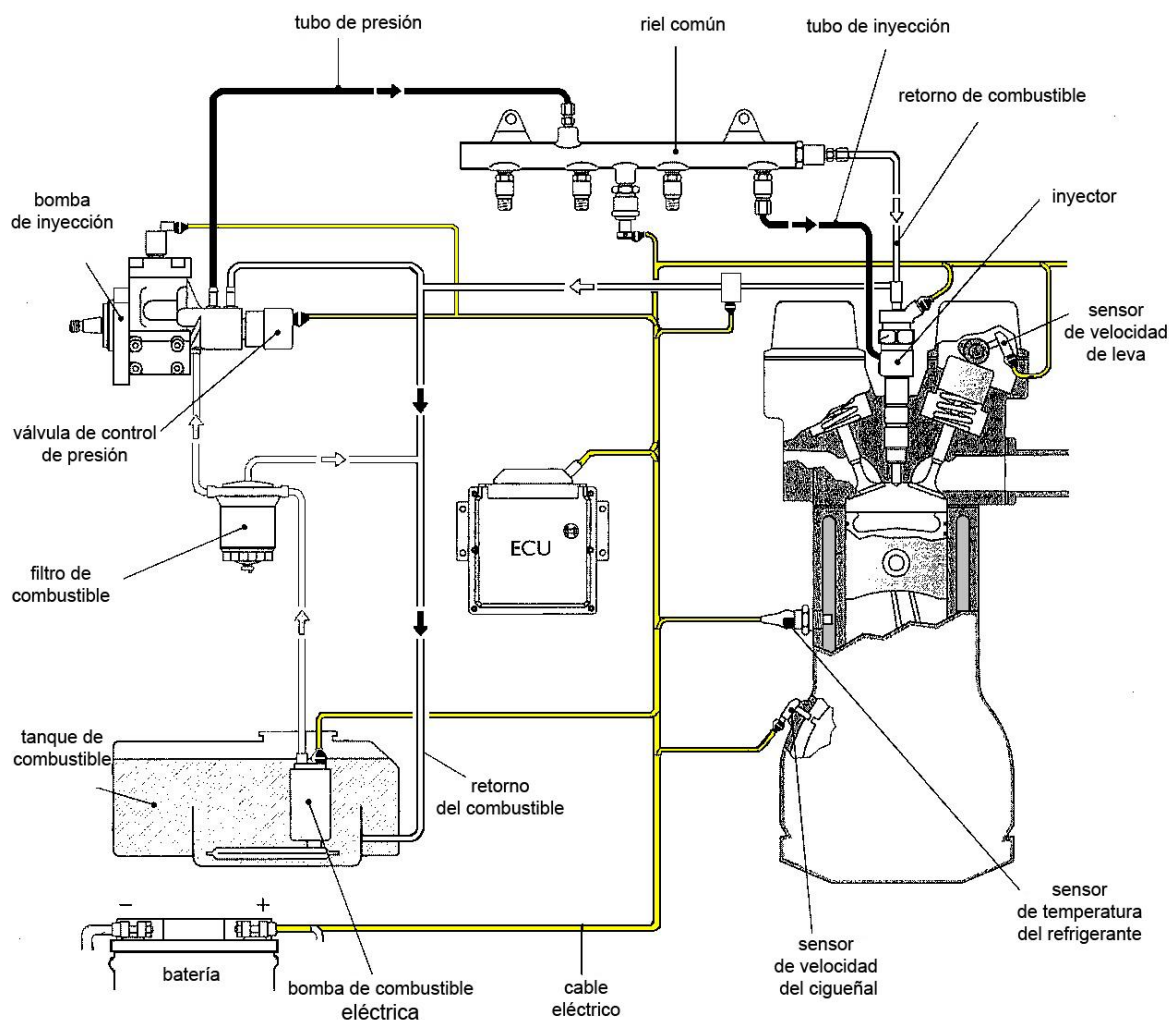 tubo de presión
riel común
tubo de inyección
retorno de combustible
bomba
de inyección
inyector
sensor
de velocidad
de leva
válvula de control
de presión
ECU
filtro de
combustible
tanque de
combustible
retorno
del combustible
− +
batería
bomba de combustible
eléctrica
cable
eléctrico
sensor
de velocidad
del cigueñal
sensor
de temperatura
del refrigerante